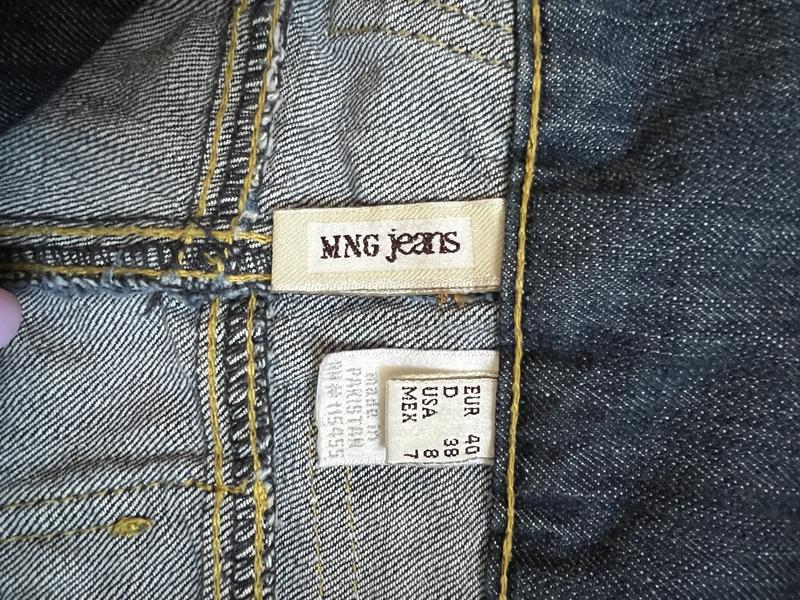 MNG jeans
EUR 40
D 38
USA 8
MEX 7
made in
PAKISTAN
RN#115455